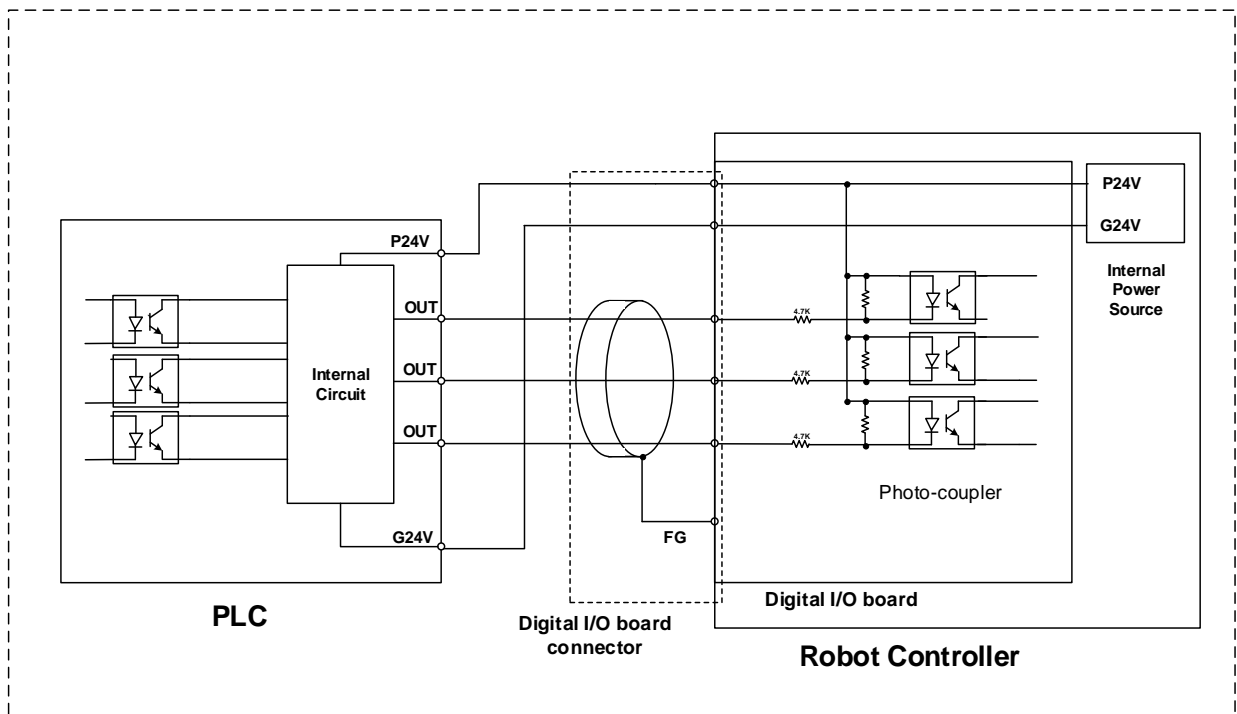 P24V
G24V
Internal
Power
Source
P24V
OUT
OUT
OUT
Internal
Circuit
G24V
4.7K
4.7K
4.7K
Photo-coupler
FG
PLC
Digital I/O board
connector
Digital I/O board
Robot Controller